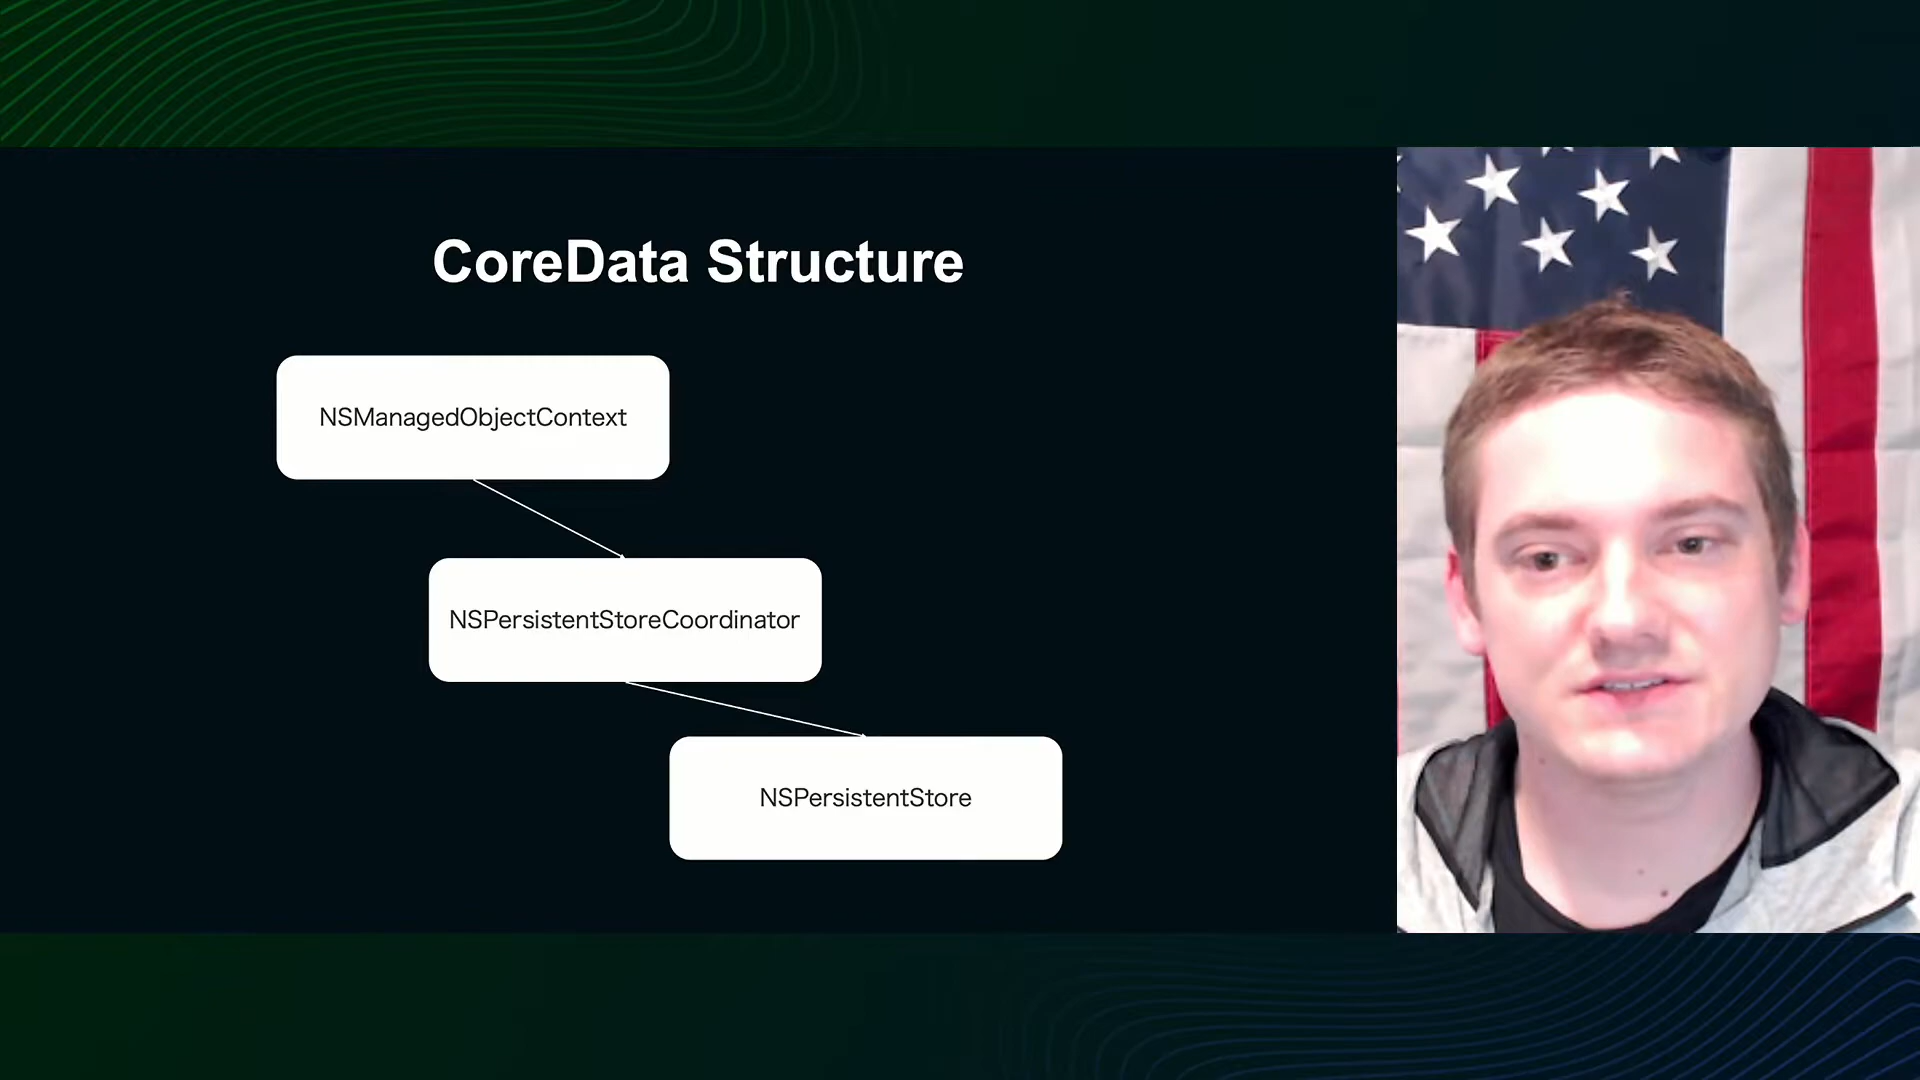 CoreData Structure
NSManagedObjectContext
NSPersistentStoreCoordinator
NSPersistentStore